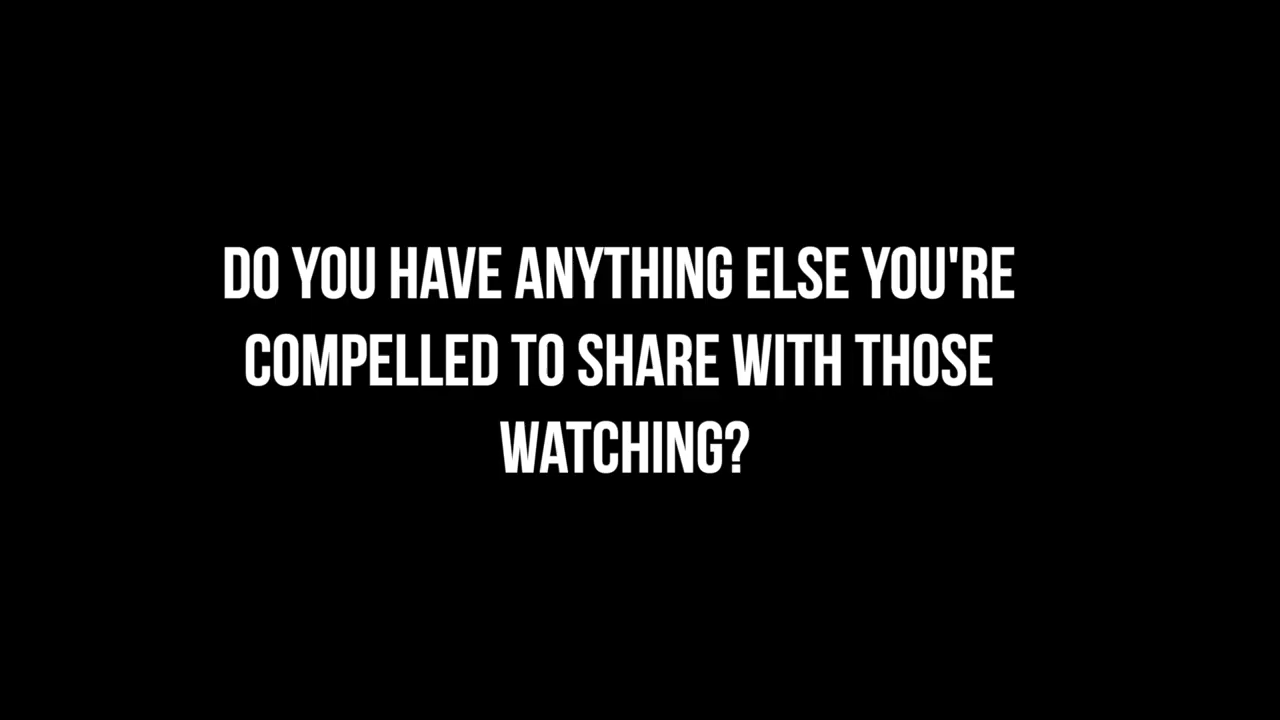 DO YOU HAVE ANYTHING ELSE YOU'RE
COMPELLED TO SHARE WITH THOSE
WATCHING?